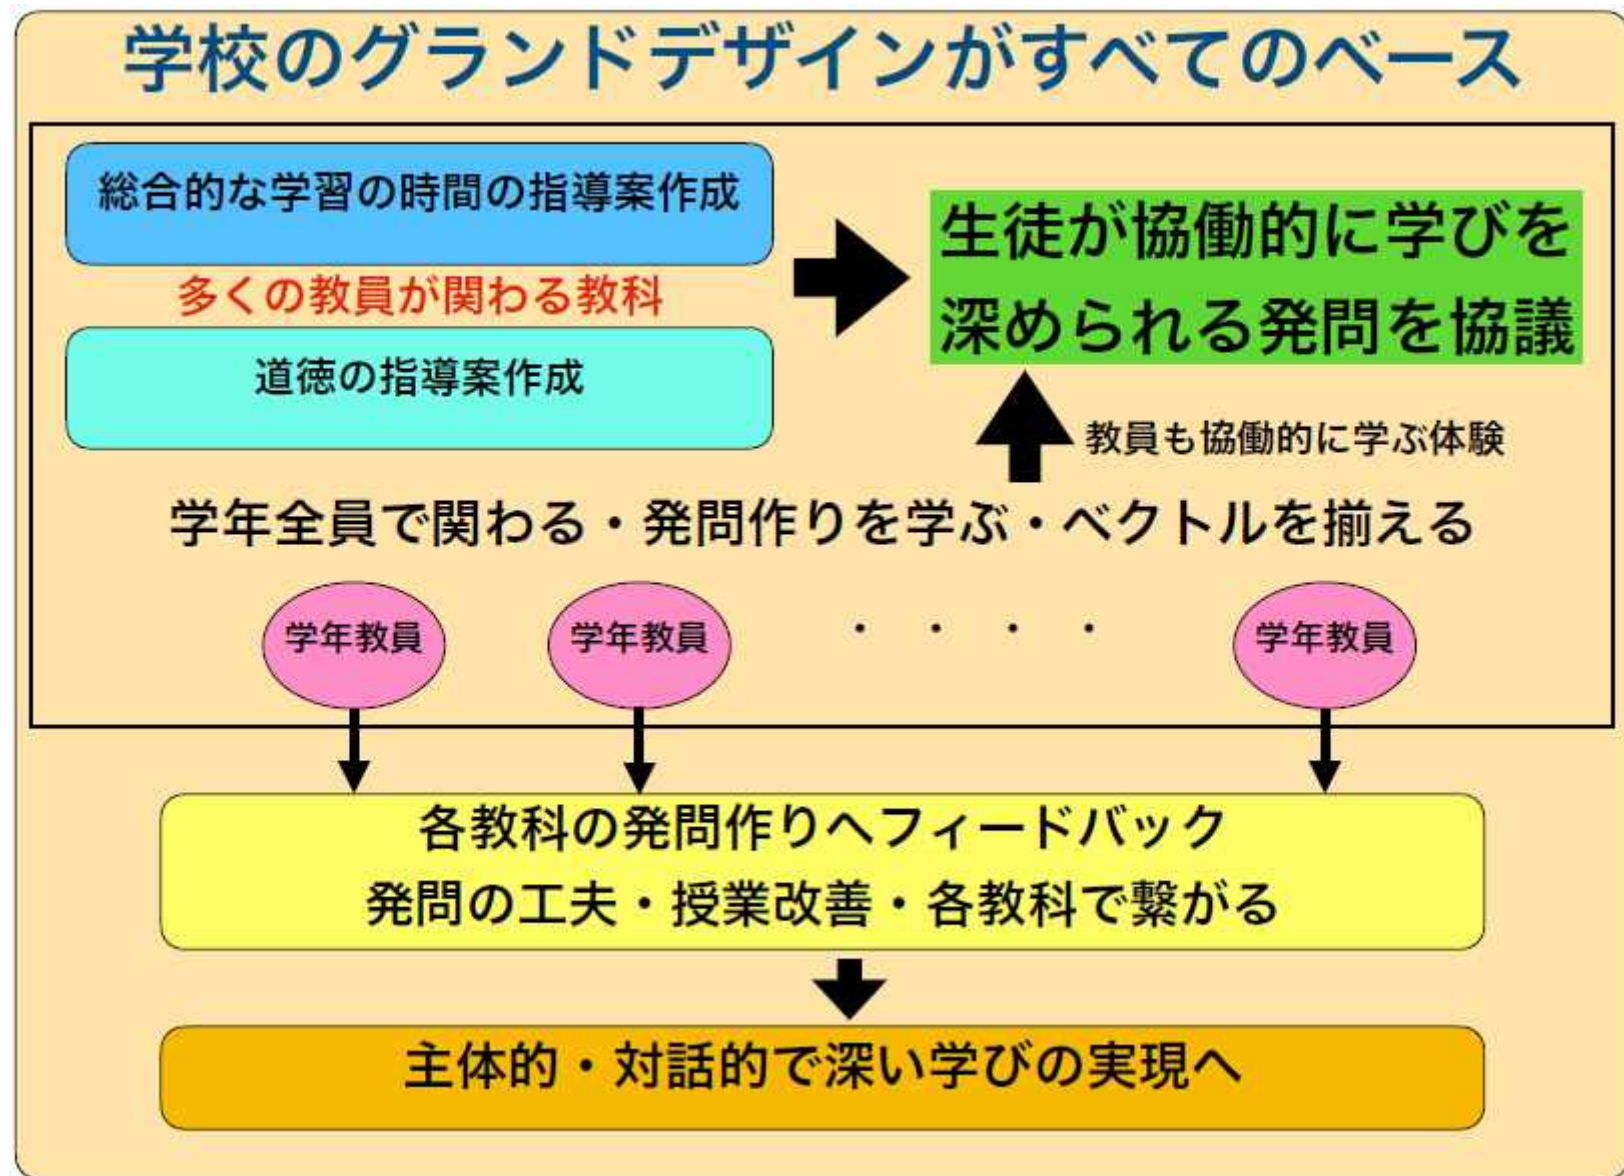 学校のグランドデザインがすべてのベース
総合的な学習の時間の指導案作成
多くの教員が関わる教科
道徳の指導案作成
生徒が協働的に学びを
深められる発問を協議
教員も協働的に学ぶ体験
学年全員で関わる・発問作りを学ぶ・ベクトルを揃える
学年教員
学年教員
・・・・
学年教員
各教科の発問作りへフィードバック
発問の工夫・授業改善・各教科で繋がる
主体的・対話的で深い学びの実現へ